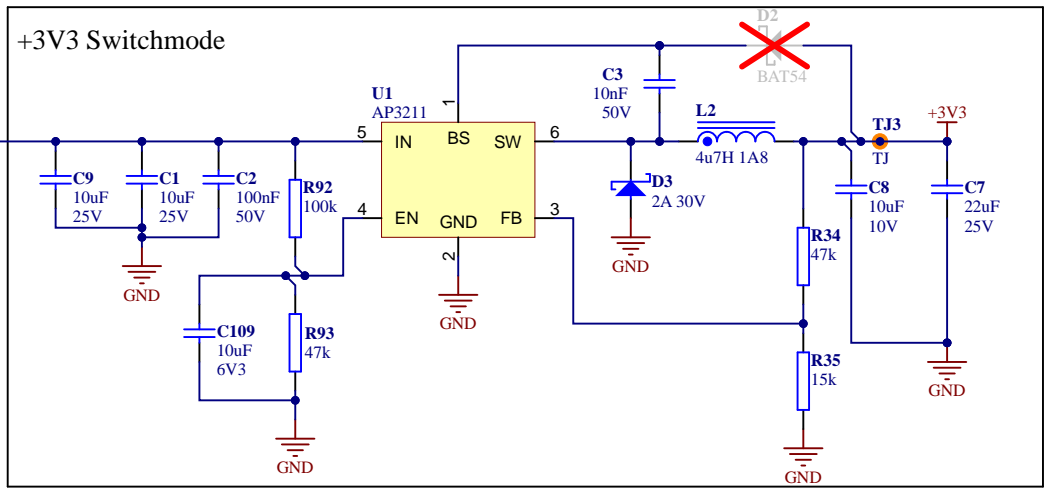 +3V3 Switchmode
D2
BAT54
C3
10nF
50V
U1
AP3211
1
L2
+3V3
TJ3
TJ
5
IN
BS
SW
6
4u7H 1A8
C9
10uF
25V
C1
10uF
25V
C2
100nF
50V
R92
100k
D3
2A 30V
C8
10uF
10V
C7
22uF
25V
4
EN
GND
FB
3
2
R34
47k
GND
GND
GND
C109
10uF
6V3
R93
47k
R35
15k
GND
GND
GND